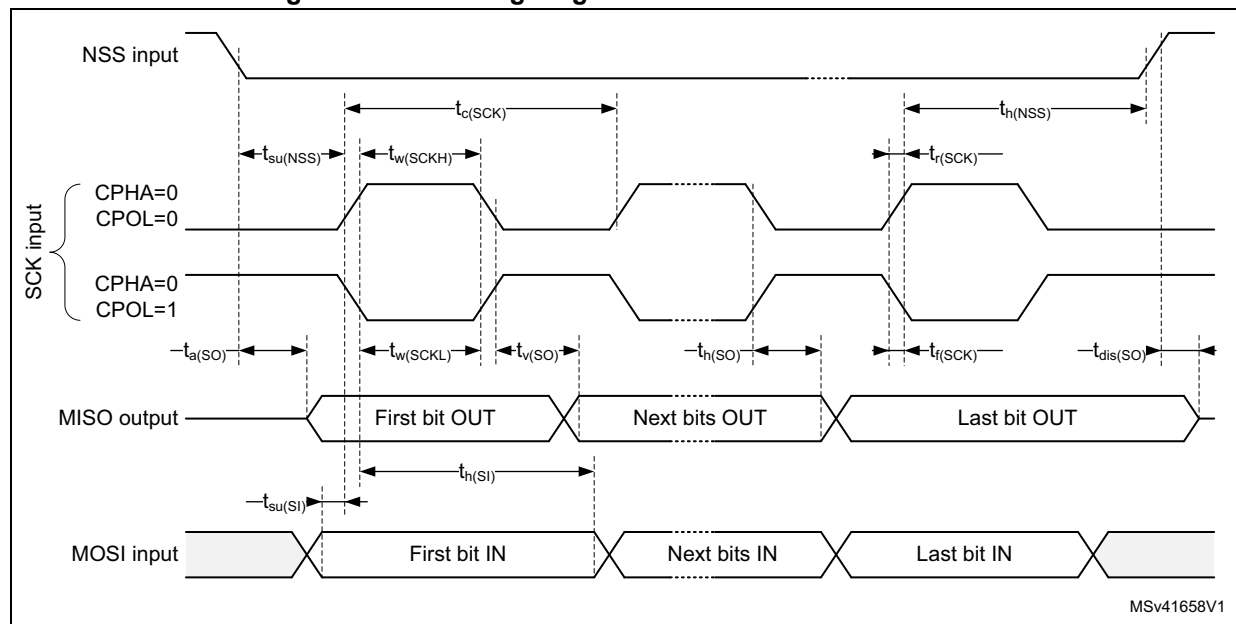 NSS input
tc(SCK)
th(NSS)
tsu(NSS)
tw(SCKH)
tr(SCK)
SCK input
CPHA=0
CPOL=0
CPHA=0
CPOL=1
ta(SO)
tw(SCKL)
tv(SO)
th(SO)
tf(SCK)
tdis(SO)
MISO output
First bit OUT
Next bits OUT
Last bit OUT
th(SI)
tsu(SI)
MOSI input
First bit IN
Next bits IN
Last bit IN
MSv41658V1